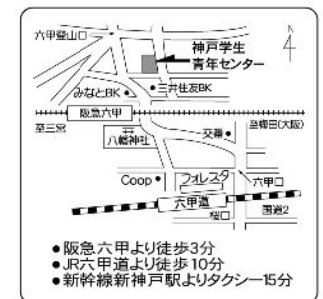 六甲登山口
神戸学生
青年センター
4
みなとBK
三井住友BK
阪急六甲
至三宮
八幡神社
交番
至梅田(大阪)
Coop
フォレスタ
六甲口
六甲道
桜口
国道2
●阪急六甲より徒歩3分
●JR六甲道より徒歩10分
●新幹線新神戸駅よりタクシー15分